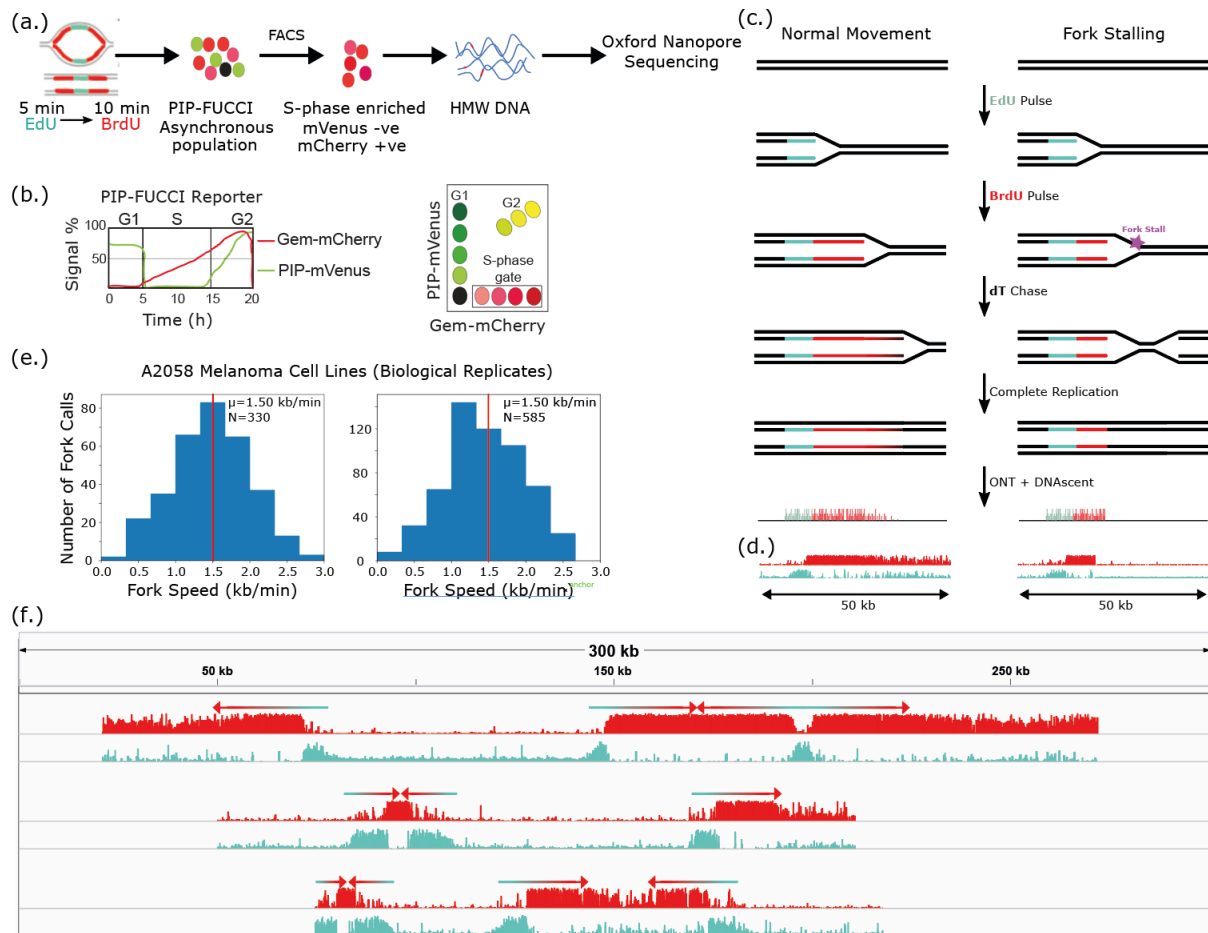 (a.)
5 min
EdU
10 min
BrdU
PIP-FUCCI
Asynchronous
population
FACS
S-phase enriched
mVenus -ve
mCherry +ve
HMW DNA
Oxford Nanopore
Sequencing
(b.)
PIP-FUCCI Reporter
G1 S G2
Signal %
100
50
0 5 15 20
Time (h)
Gem-mCherry
PIP-mVenus
PIP-mVenus
G1
G2
S-phase
gate
Gem-mCherry
(c.)
Normal Movement
Fork Stalling
EdU Pulse
BrdU Pulse
Fork Stall
dT Chase
Complete Replication
ONT + DNAscent
(d.)
50 kb
50 kb
(e.)
A2058 Melanoma Cell Lines (Biological Replicates)
Number of Fork Calls
80
60
40
20
0
0.0 0.5 1.0 1.5 2.0 2.5 3.0
Fork Speed (kb/min)
μ=1.50 kb/min
N=330
120
80
40
0
0.0 0.5 1.0 1.5 2.0 2.5 3.0
Fork Speed (kb/min)
μ=1.50 kb/min
N=585
anchor
(f.)
300 kb
50 kb
150 kb
250 kb